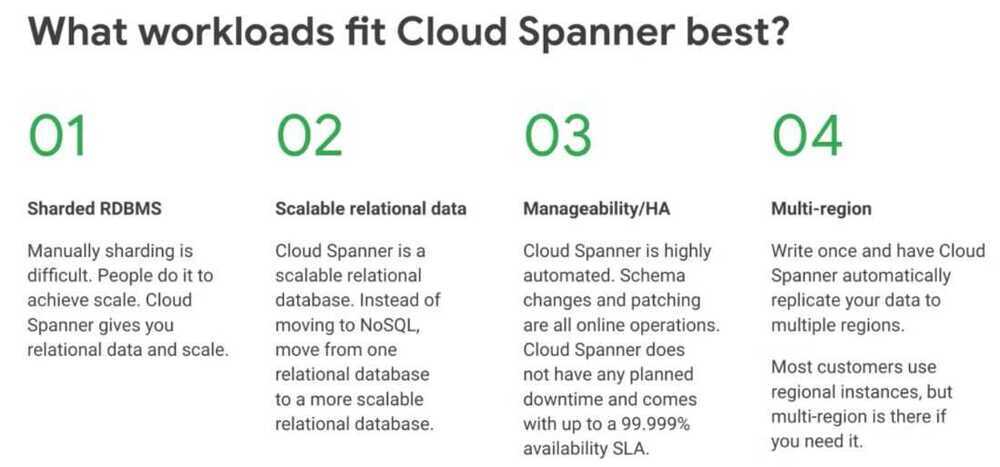 What workloads fit Cloud Spanner best?
01
Sharded RDBMS
Manually sharding is
difficult. People do it to
achieve scale. Cloud
Spanner gives you
relational data and scale.
02
Scalable relational data
Cloud Spanner is a
scalable relational
database. Instead of
moving to NoSQL,
move from one
relational database
to a more scalable
relational database.
03
Manageability/HA
Cloud Spanner is highly
automated. Schema
changes and patching
are all online operations.
Cloud Spanner does
not have any planned
downtime and comes
with up to a 99.999%
availability SLA.
04
Multi-region
Write once and have Cloud
Spanner automatically
replicate your data to
multiple regions.
Most customers use
regional instances, but
multi-region is there if
you need it.